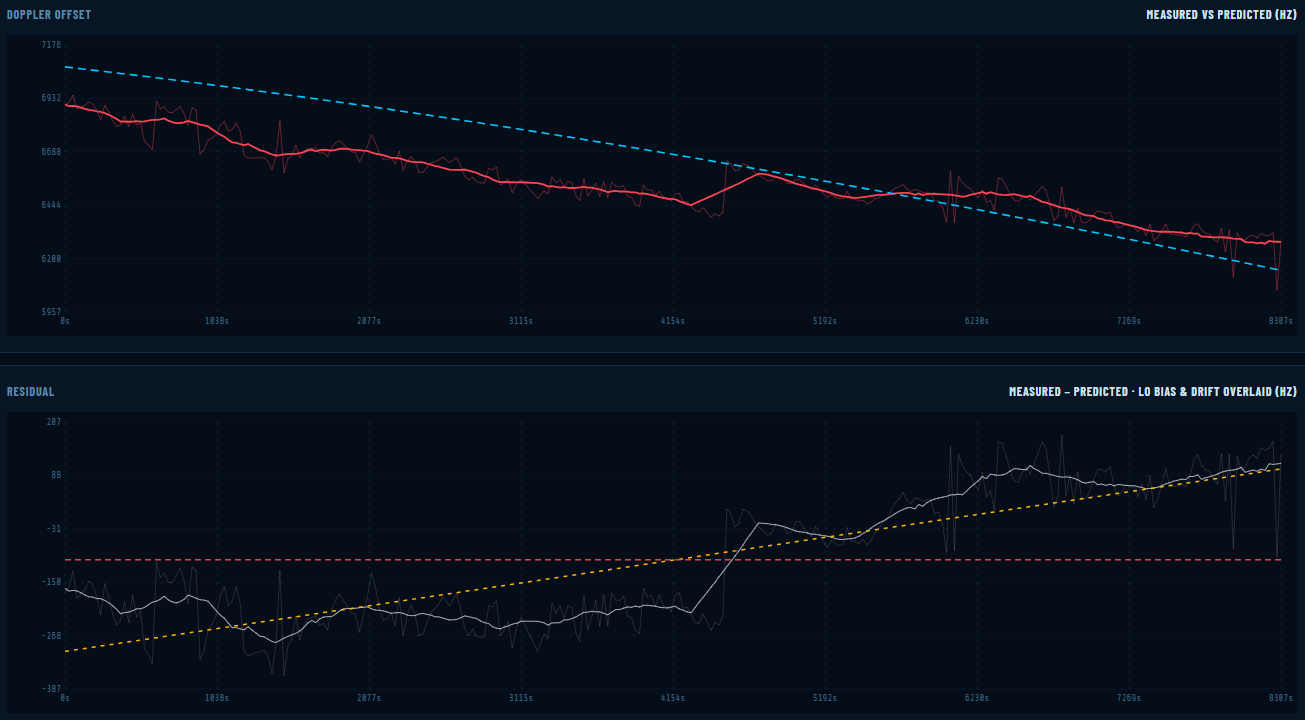 DOPPLER OFFSET
MEASURED VS PREDICTED (HZ)
7176
6932
6688
6444
6200
5957
0s 1038s 2077s 3115s 4154s 5192s 6230s 7269s 8307s
RESIDUAL
MEASURED – PREDICTED · LO BIAS & DRIFT OVERLAID (HZ)
207
88
-31
-150
-268
-387
0s 1038s 2077s 3115s 4154s 5192s 6230s 7269s 8307s